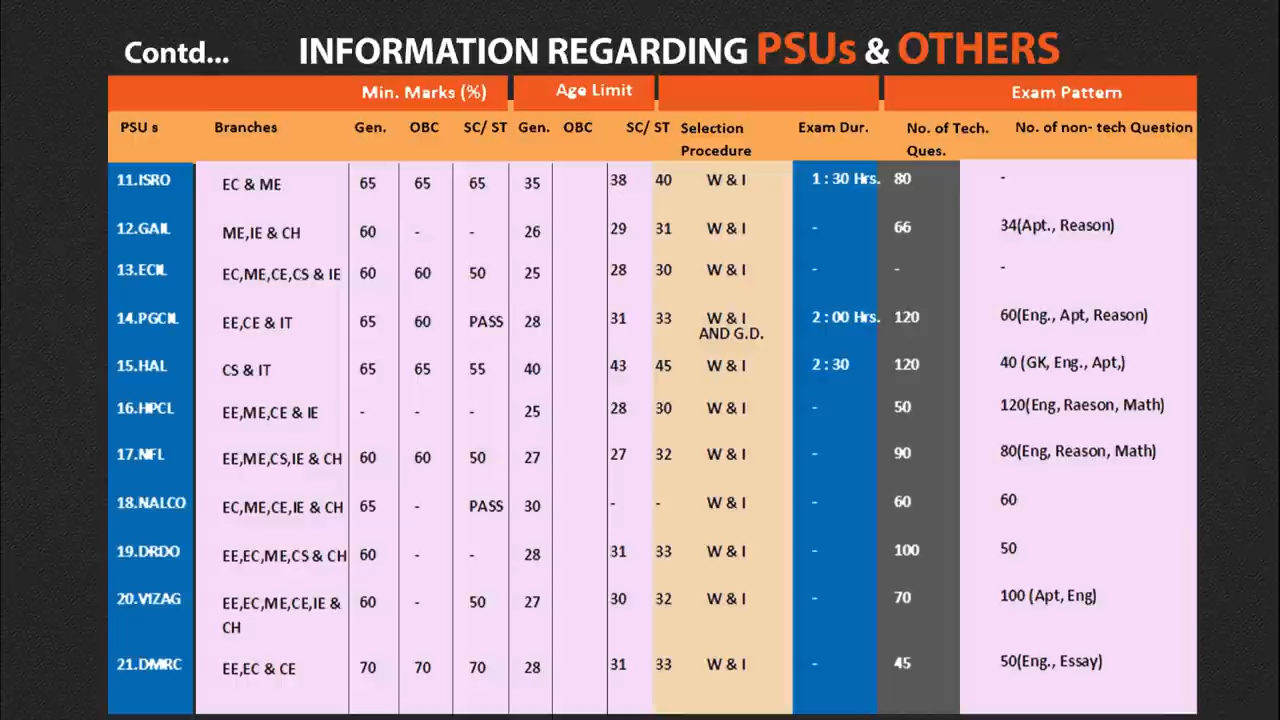 Contd... INFORMATION REGARDING PSUs & OTHERS
Min. Marks (%) Age Limit Exam Pattern
PSU s Branches Gen. OBC SC/ ST Gen. OBC SC/ ST Selection Procedure Exam Dur. No. of Tech. Ques. No. of non- tech Question
11.ISRO EC & ME 65 65 65 35 38 40 W & I 1 : 30 Hrs. 80 -
12.GAIL ME,IE & CH 60 - - 26 29 31 W & I - 66 34(Apt., Reason)
13.ECIL EC,ME,CE,CS & IE 60 60 50 25 28 30 W & I - - -
14.PGCIL EE,CE & IT 65 60 PASS 28 31 33 W & I AND G.D. 2 : 00 Hrs. 120 60(Eng., Apt, Reason)
15.HAL CS & IT 65 65 55 40 43 45 W & I 2 : 30 120 40 (GK, Eng., Apt,)
16.HPCL EE,ME,CE & IE - - - 25 28 30 W & I - 50 120(Eng, Raeson, Math)
17.NFL EE,ME,CS,IE & CH 60 60 50 27 27 32 W & I - 90 80(Eng, Reason, Math)
18.NALCO EC,ME,CE,IE & CH 65 - PASS 30 - - W & I - 60 60
19.DRDO EE,EC,ME,CS & CH 60 - - 28 31 33 W & I - 100 50
20.VIZAG EE,EC,ME,CE,IE & CH 60 - 50 27 30 32 W & I - 70 100 (Apt, Eng)
21.DMRC EE,EC & CE 70 70 70 28 31 33 W & I - 45 50(Eng., Essay)